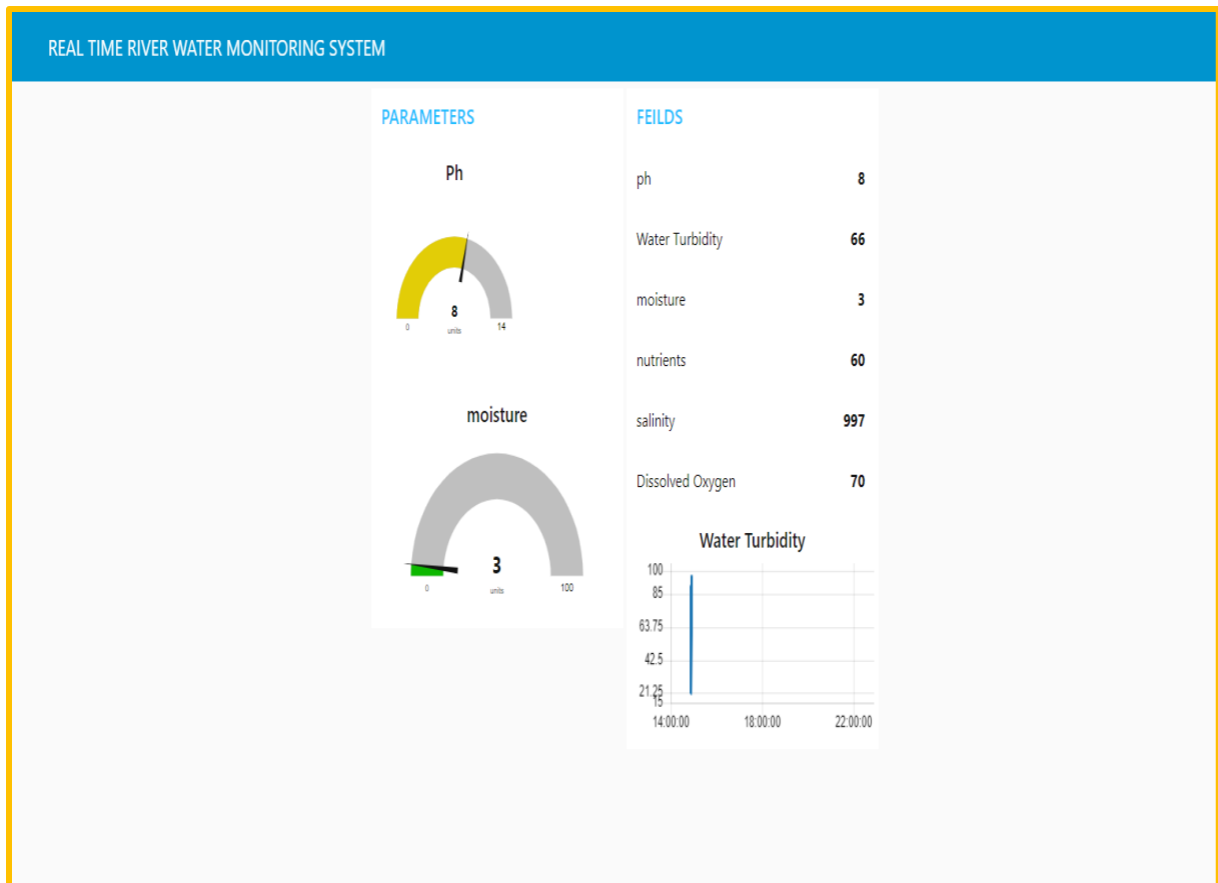 REAL TIME RIVER WATER MONITORING SYSTEM
PARAMETERS
Ph
8
0 units 14
moisture
3
0 units 100
FEILDS
ph 8
Water Turbidity 66
moisture 3
nutrients 60
salinity 997
Dissolved Oxygen 70
Water Turbidity
100
85
63.75
42.5
21.25
15
14:00:00 18:00:00 22:00:00